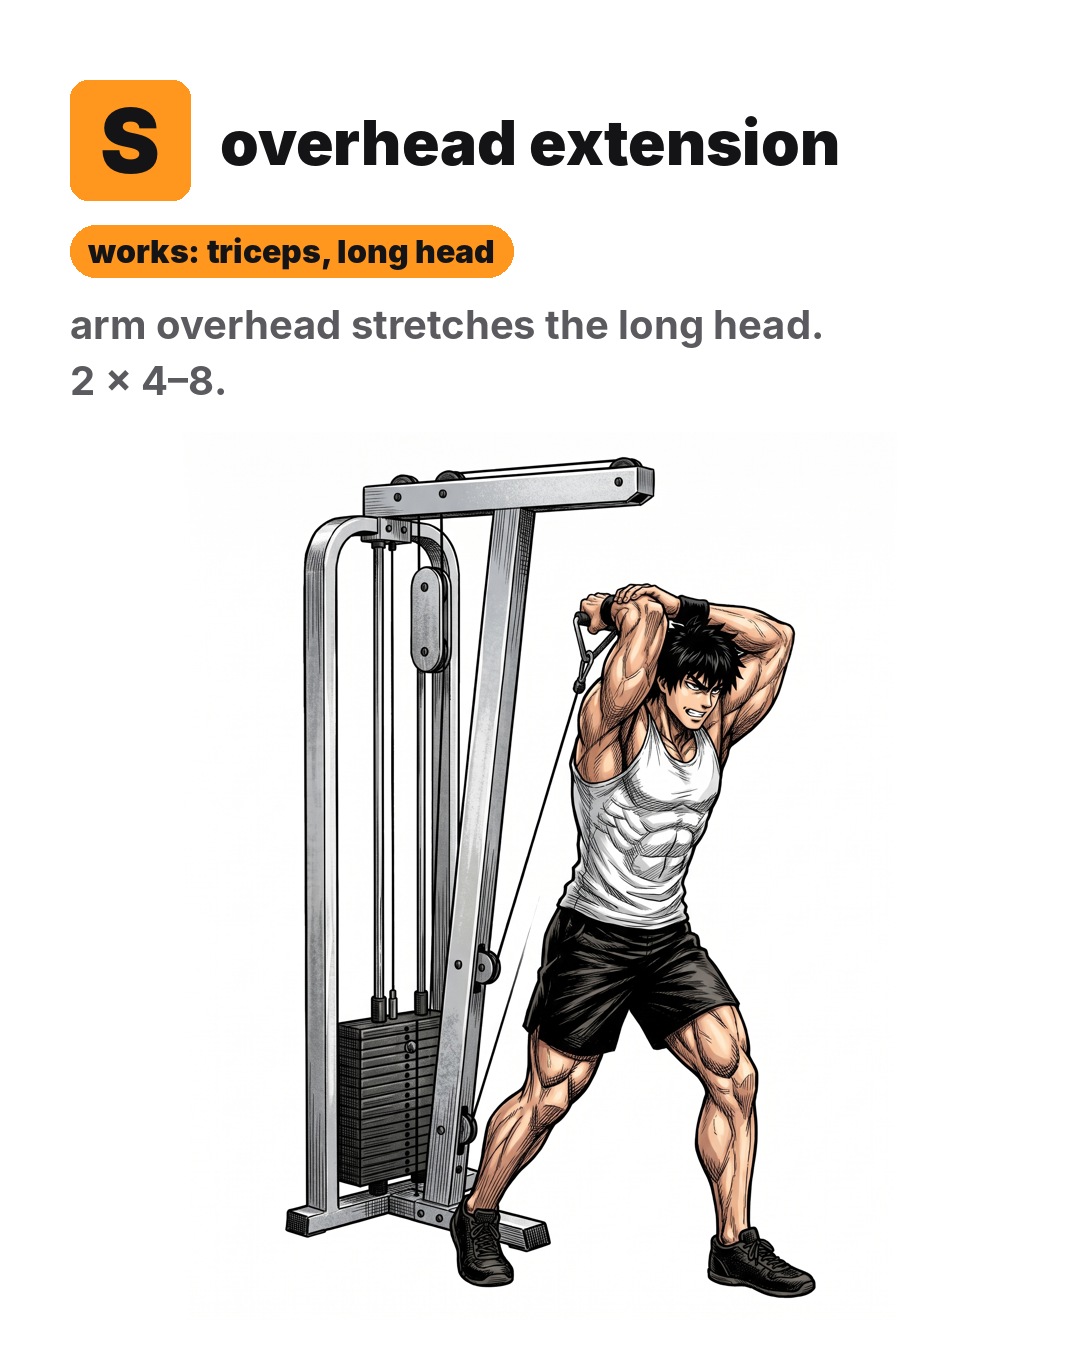 S overhead extension
works: triceps, long head
arm overhead stretches the long head.
2 × 4–8.